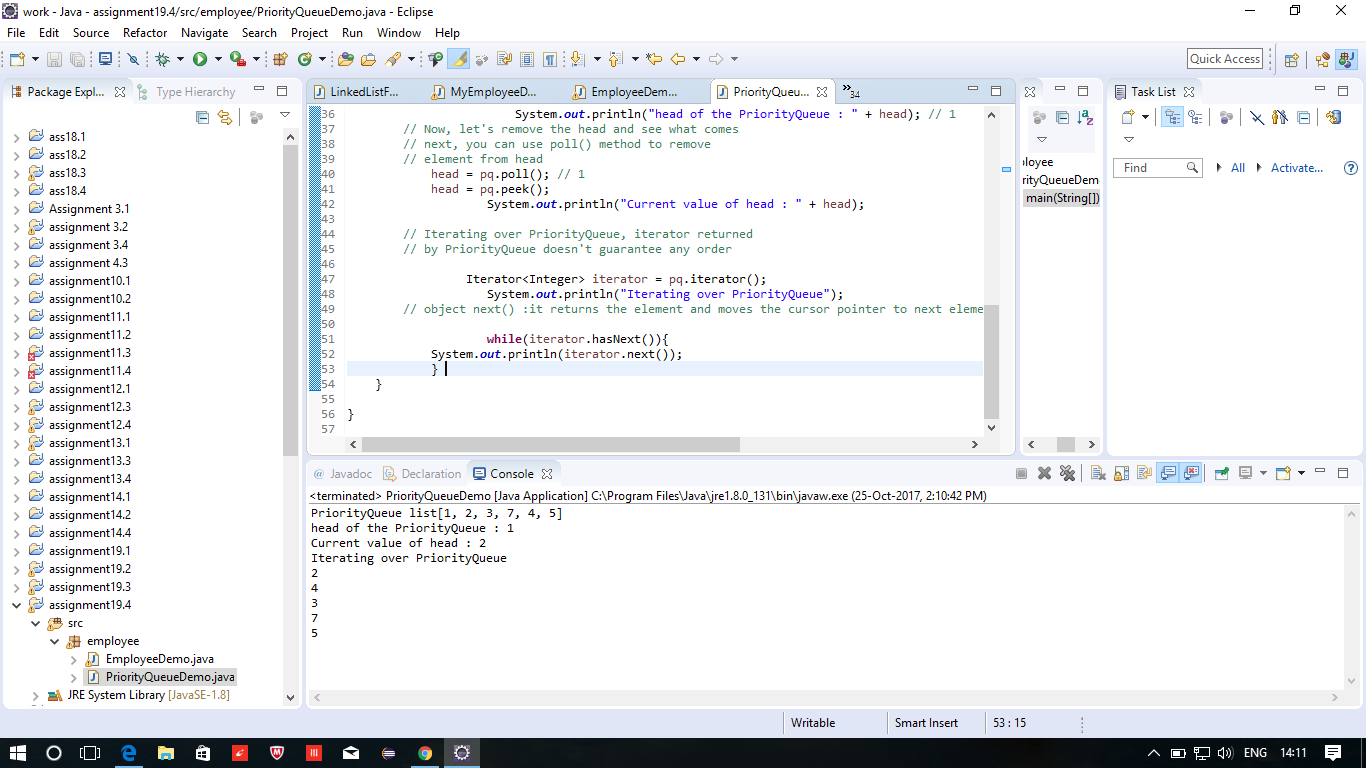 work - Java - assignment19.4/src/employee/PriorityQueueDemo.java - Eclipse
File Edit Source Refactor Navigate Search Project Run Window Help
Quick Access
Package Expl... Type Hierarchy
ass18.1
ass18.2
ass18.3
ass18.4
Assignment 3.1
assignment 3.2
assignment 3.4
assignment 4.3
assignment10.1
assignment10.2
assignment11.1
assignment11.2
assignment11.3
assignment11.4
assignment12.1
assignment12.3
assignment12.4
assignment13.1
assignment13.3
assignment13.4
assignment14.1
assignment14.2
assignment14.4
assignment19.1
assignment19.2
assignment19.3
assignment19.4
src
employee
EmployeeDemo.java
PriorityQueueDemo.java
JRE System Library [JavaSE-1.8]
LinkedListF... MyEmployeeD... EmployeeDem... PriorityQueu... »34
36 System.out.println("head of the PriorityQueue : " + head); // 1
37 // Now, let's remove the head and see what comes
38 // next, you can use poll() method to remove
39 // element from head
40 head = pq.poll(); // 1
41 head = pq.peek();
42 System.out.println("Current value of head : " + head);
43
44 // Iterating over PriorityQueue, iterator returned
45 // by PriorityQueue doesn't guarantee any order
46
47 Iterator<Integer> iterator = pq.iterator();
48 System.out.println("Iterating over PriorityQueue");
49 // object next() :it returns the element and moves the cursor pointer to next eleme
50
51 while(iterator.hasNext()){
52 System.out.println(iterator.next());
53 }
54 }
55
56 }
57
loyee
rityQueueDem
main(String[])
Task List
Find All Activate...
@ Javadoc Declaration Console
<terminated> PriorityQueueDemo [Java Application] C:\Program Files\Java\jre1.8.0_131\bin\javaw.exe (25-Oct-2017, 2:10:42 PM)
PriorityQueue list[1, 2, 3, 7, 4, 5]
head of the PriorityQueue : 1
Current value of head : 2
Iterating over PriorityQueue
2
4
3
7
5
Writable Smart Insert 53 : 15
ENG 14:11